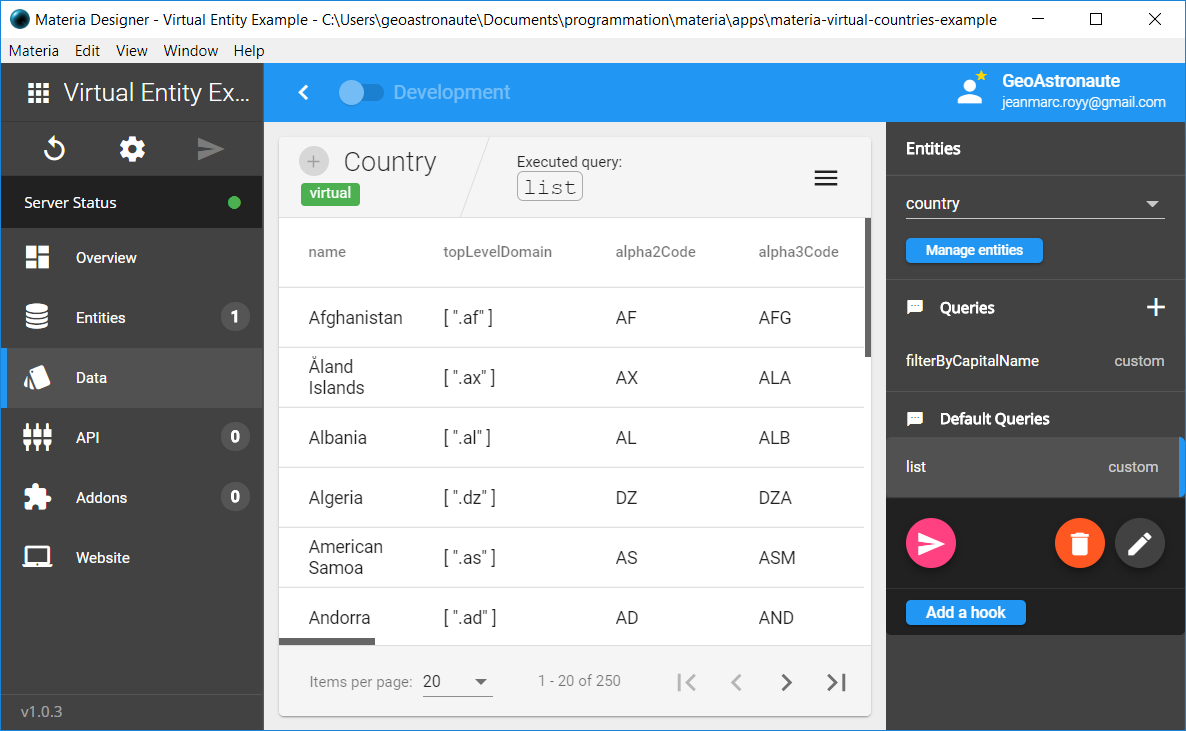 Materia Designer - Virtual Entity Example - C:\Users\geoastronaute\Documents\programmation\materia\apps\materia-virtual-countries-example
Materia Edit View Window Help
Virtual Entity Ex...
Development
GeoAstronaute
jeanmarc.royy@gmail.com
Server Status
Overview
Entities 1
Data
API 0
Addons 0
Website
v1.0.3
Country
virtual
Executed query:
list
name topLevelDomain alpha2Code alpha3Code
Afghanistan [ ".af" ] AF AFG
Åland
Islands [ ".ax" ] AX ALA
Albania [ ".al" ] AL ALB
Algeria [ ".dz" ] DZ DZA
American
Samoa [ ".as" ] AS ASM
Andorra [ ".ad" ] AD AND
Items per page: 20 1 - 20 of 250
Entities
country
Manage entities
Queries
filterByCapitalName custom
Default Queries
list custom
Add a hook